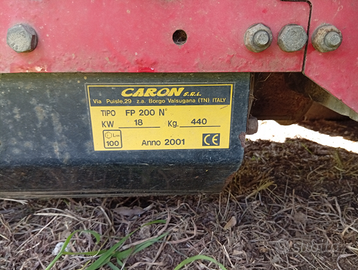 CARON S.R.L.
Via Puisle,29 z.a. Borgo Valsugana (TN) ITALY
TIPO FP 200 N°
KW 18 Kg. 440
100 Anno 2001 CE
subito